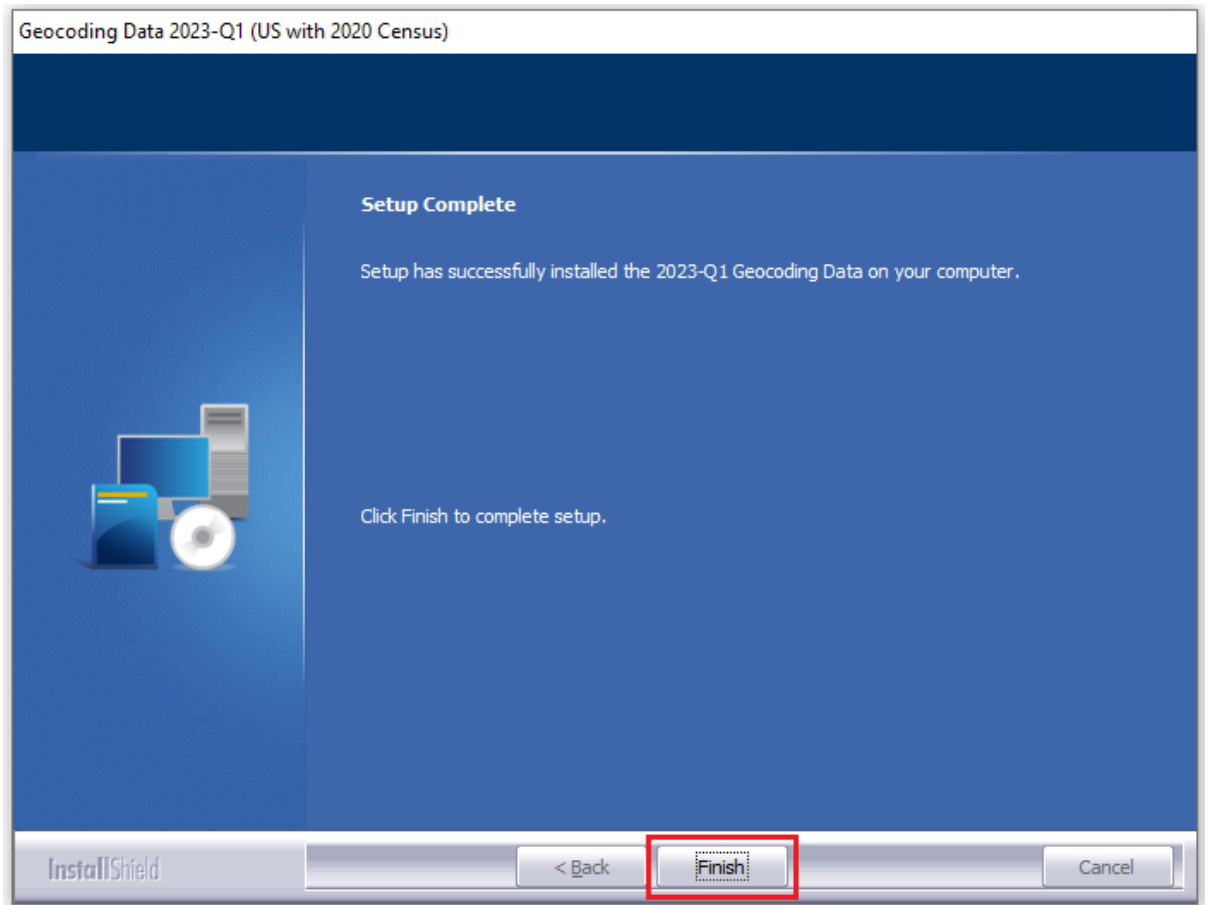 Geocoding Data 2023-Q1 (US with 2020 Census)
Setup Complete
Setup has successfully installed the 2023-Q1 Geocoding Data on your computer.
Click Finish to complete setup.
InstallShield
< Back
Finish
Cancel